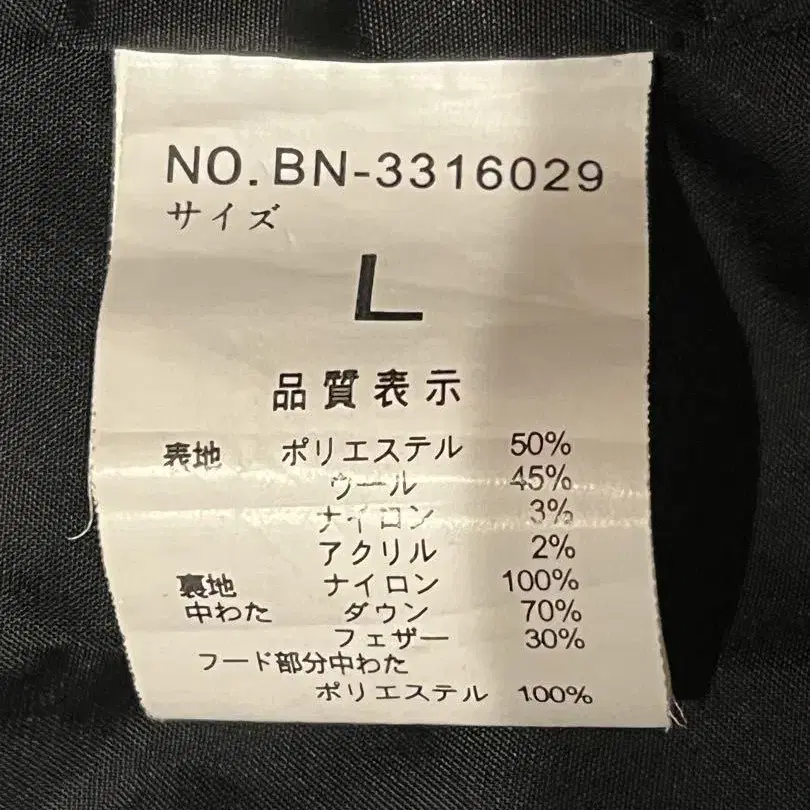 NO.BN-3316029
サイズ
L
品質表示
表地 ポリエステル 50%
ウール 45%
ナイロン 3%
アクリル 2%
裏地 ナイロン 100%
中わた ダウン 70%
フェザー 30%
フード部分中わた
ポリエステル 100%